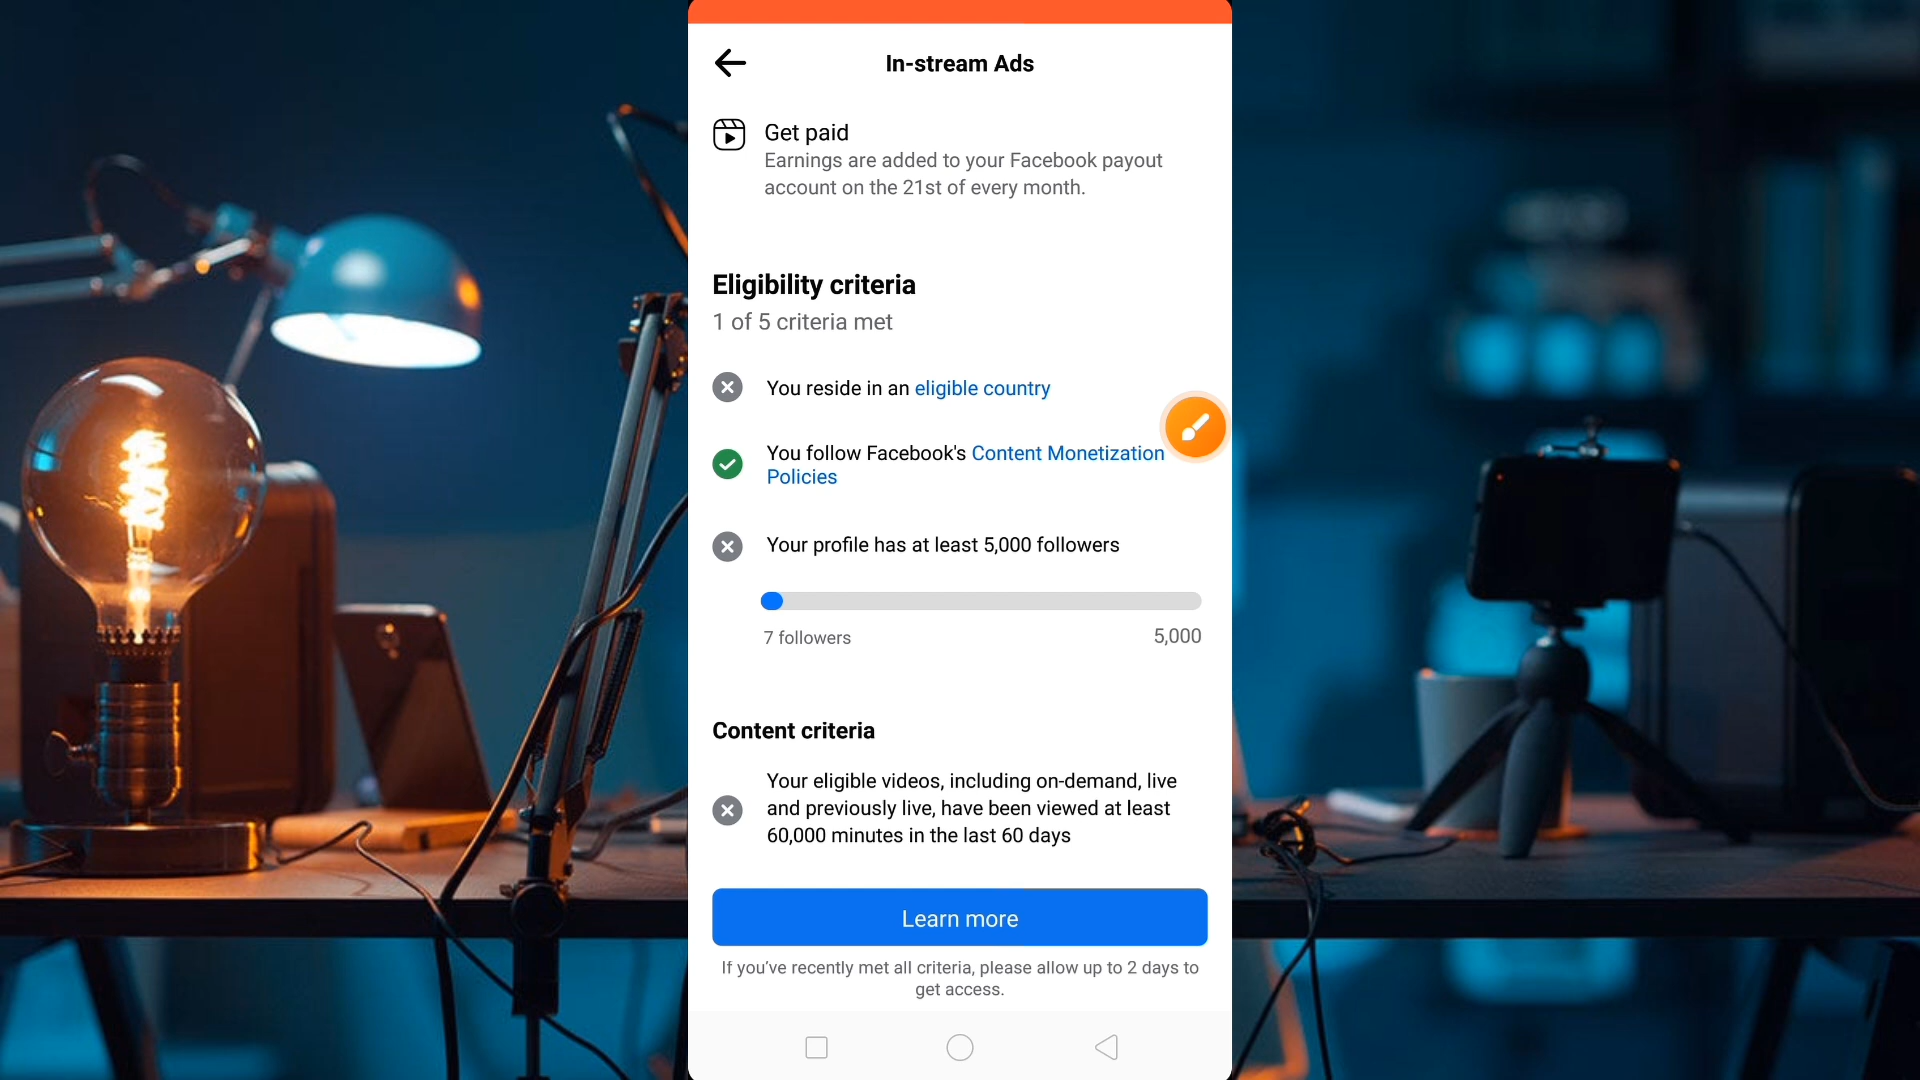 In-stream Ads
Get paid
Earnings are added to your Facebook payout
account on the 21st of every month.
Eligibility criteria
1 of 5 criteria met
You reside in an eligible country
You follow Facebook's Content Monetization
Policies
Your profile has at least 5,000 followers
7 followers
5,000
Content criteria
Your eligible videos, including on-demand, live
and previously live, have been viewed at least
60,000 minutes in the last 60 days
Learn more
If you've recently met all criteria, please allow up to 2 days to
get access.